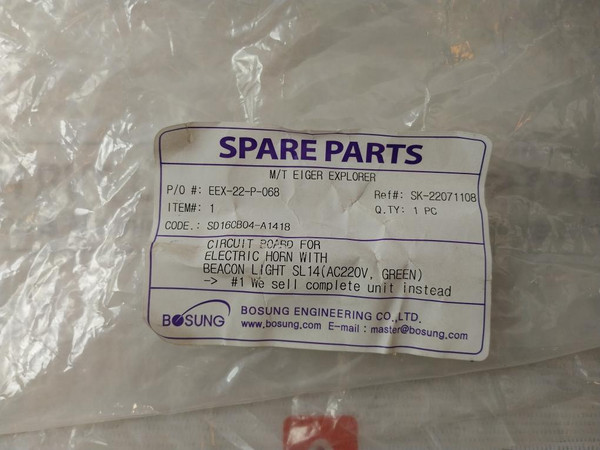 SPARE PARTS
M/T EIGER EXPLORER
P/O #: EEX-22-P-068 Ref#: SK-22071108
ITEM#: 1 Q.TY: 1 PC
CODE.: SD160B04-A1418
CIRCUIT BOARD FOR
ELECTRIC HORN WITH
BEACON LIGHT SL14(AC220V, GREEN)
-> #1 We sell complete unit instead
BOSUNG
BOSUNG ENGINEERING CO.,LTD.
www.bosung.com E-mail : master@bosung.com